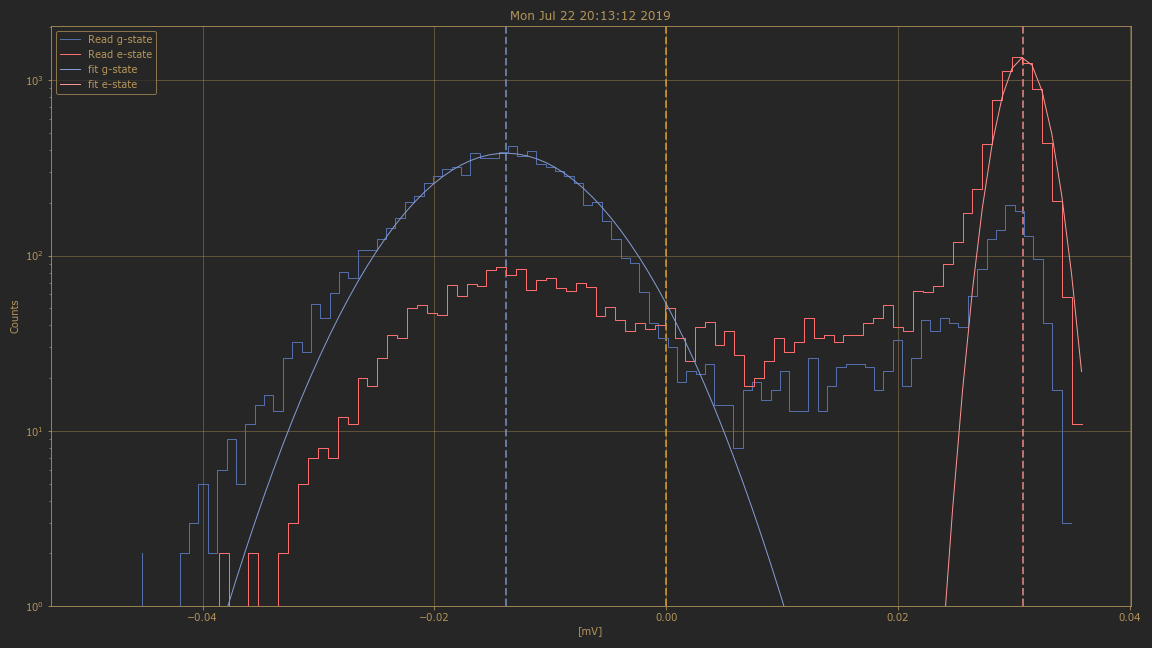 Mon Jul 22 20:13:12 2019
Read g-state
Read e-state
fit g-state
fit e-state
10³
10²
10¹
10⁰
Counts
−0.04
−0.02
0.00
0.02
0.04
[mV]